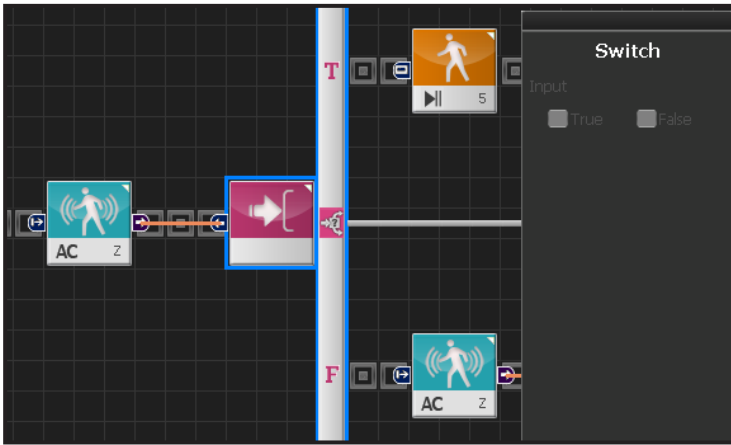 Switch
Input
True False
T
5
AC Z
?
F
AC Z